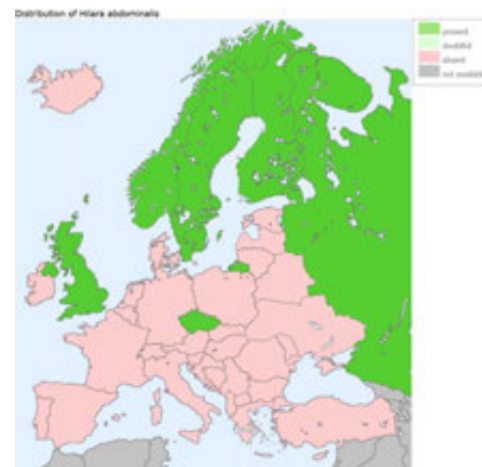 Distribution of Hilara abdominalis
present
doubtful
absent
not available